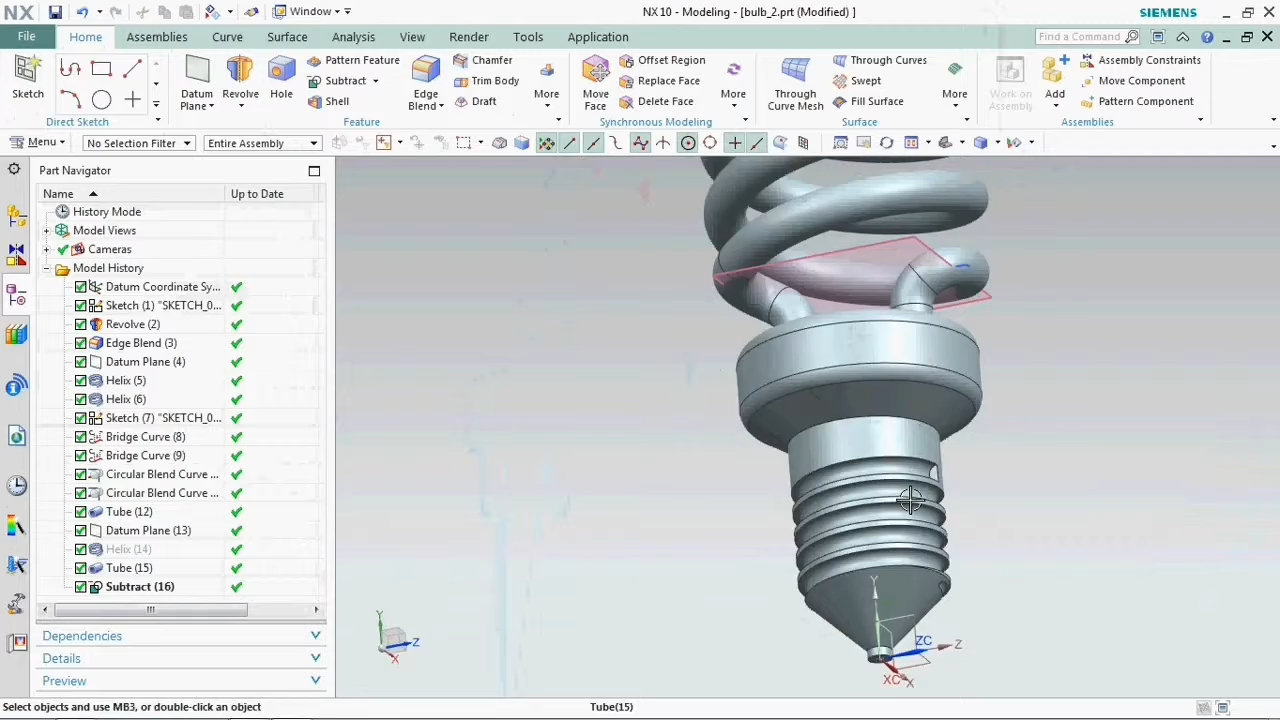 NX
Window
NX 10 - Modeling - [bulb_2.prt (Modified) ]
SIEMENS
File
Home
Assemblies
Curve
Surface
Analysis
View
Render
Tools
Application
Find a Command
Sketch
Direct Sketch
Datum Plane
Revolve
Hole
Pattern Feature
Subtract
Shell
Edge Blend
Chamfer
Trim Body
Draft
More
Feature
Move Face
Offset Region
Replace Face
Delete Face
More
Synchronous Modeling
Through Curve Mesh
Through Curves
Swept
Fill Surface
More
Surface
Work on Assembly
Add
Assembly Constraints
Move Component
Pattern Component
Assemblies
Menu
No Selection Filter
Entire Assembly
Part Navigator
Name
Up to Date
History Mode
Model Views
Cameras
Model History
Datum Coordinate Sy...
Sketch (1) "SKETCH_0...
Revolve (2)
Edge Blend (3)
Datum Plane (4)
Helix (5)
Helix (6)
Sketch (7) "SKETCH_0...
Bridge Curve (8)
Bridge Curve (9)
Circular Blend Curve ...
Circular Blend Curve ...
Tube (12)
Datum Plane (13)
Helix (14)
Tube (15)
Subtract (16)
Dependencies
Details
Preview
Y
Z
X
Y
ZC
Z
XC
X
Select objects and use MB3, or double-click an object
Tube(15)